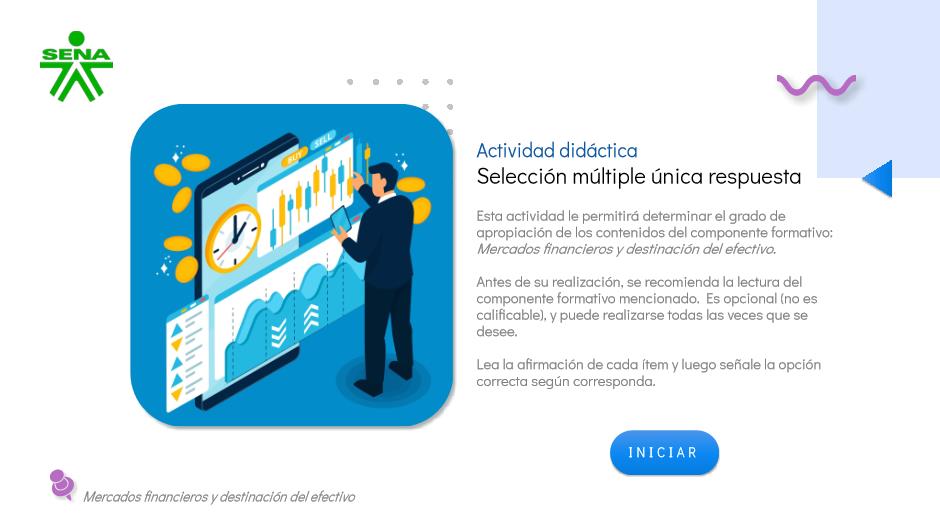 SENA
BUY
SELL
Actividad didáctica
Selección múltiple única respuesta
Esta actividad le permitirá determinar el grado de
apropiación de los contenidos del componente formativo:
Mercados financieros y destinación del efectivo.
Antes de su realización, se recomienda la lectura del
componente formativo mencionado. Es opcional (no es
calificable), y puede realizarse todas las veces que se
desee.
Lea la afirmación de cada ítem y luego señale la opción
correcta según corresponda.
INICIAR
Mercados financieros y destinación del efectivo